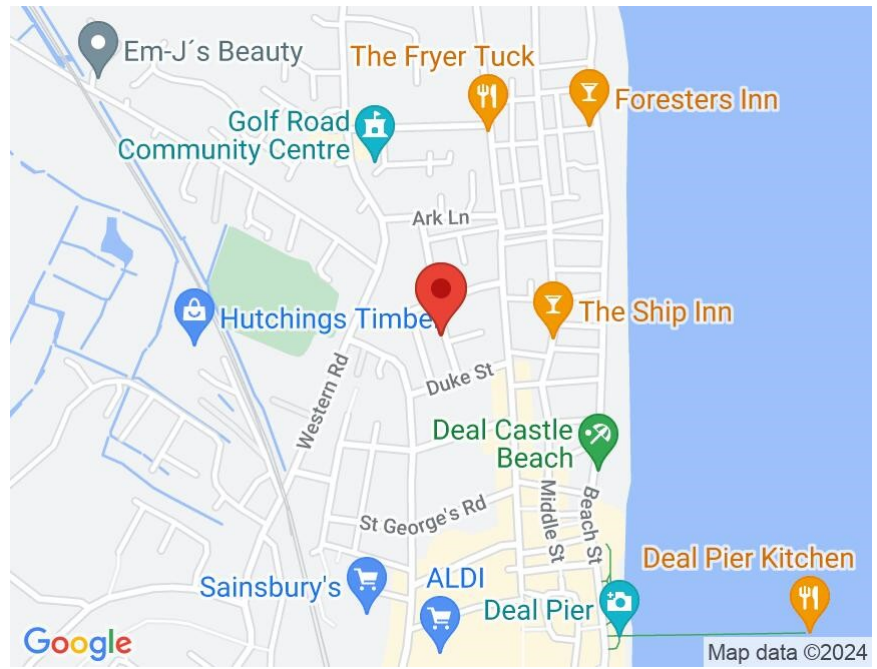 Em-J´s Beauty
The Fryer Tuck
Foresters Inn
Golf Road
Community Centre
Ark Ln
Hutchings Timbe
The Ship Inn
Western Rd
Duke St
Deal Castle
Beach
St George's Rd
Middle St
Beach St
Sainsbury's
ALDI
Deal Pier
Deal Pier Kitchen
Google
Map data ©2024